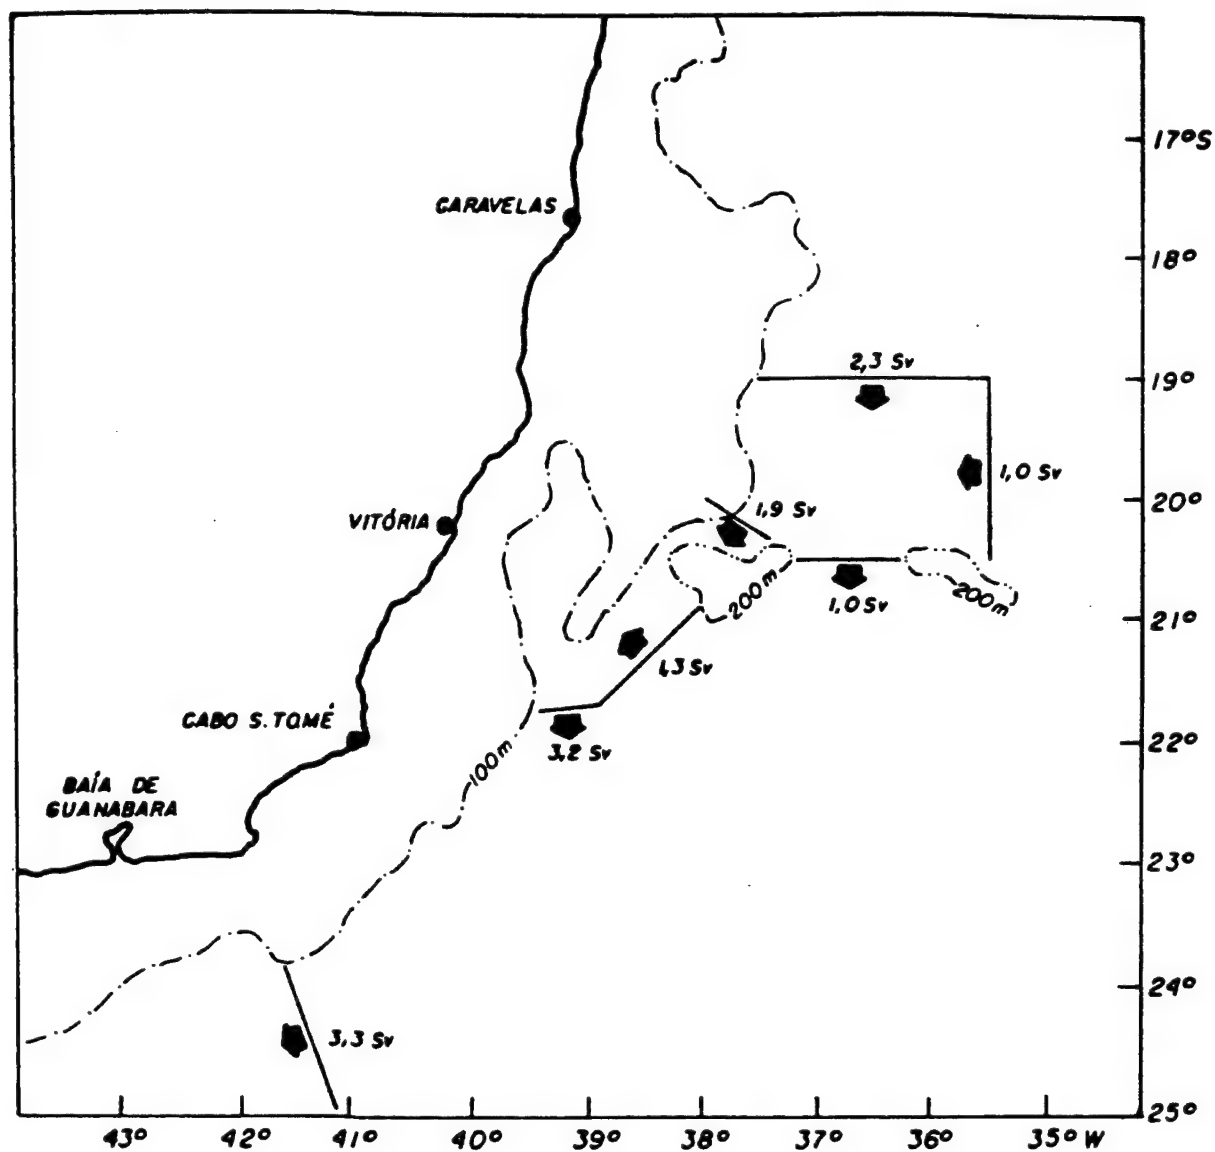 17°S
CARAVELAS
18°
2,3 Sv
19°
1,0 Sv
20°
1,9 Sv
VITÓRIA
200m
200m
1,0 Sv
21°
1,3 Sv
CABO S. TOMÉ
22°
3,2 Sv
100m
BAÍA DE
GUANABARA
23°
24°
3,3 Sv
25°
43° 42° 41° 40° 39° 38° 37° 36° 35° W